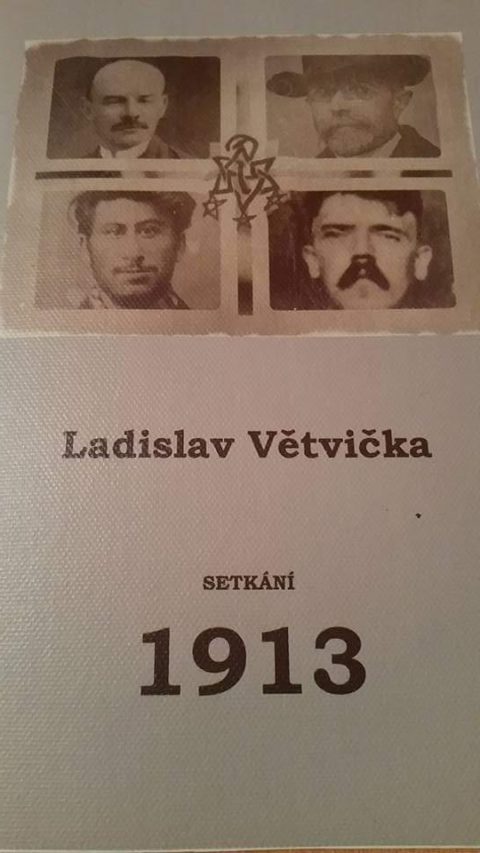 Ladislav Větvička
SETKÁNÍ
1913